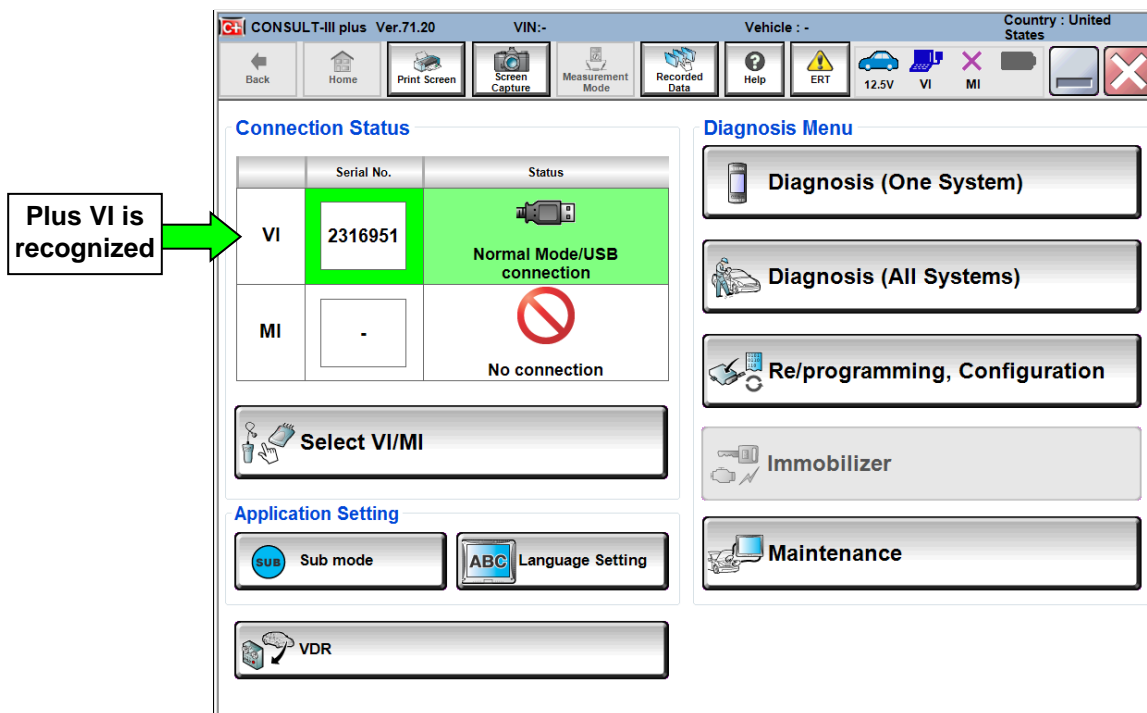 C+ CONSULT-III plus Ver.71.20 VIN:- Vehicle : - Country : United
States
Back
Home
Print Screen
Screen
Capture
Measurement
Mode
Recorded
Data
Help
ERT
12.5V
VI
MI
Connection Status
Serial No.
Status
Plus VI is
recognized
VI
2316951
Normal Mode/USB
connection
MI
-
No connection
Select VI/MI
Application Setting
SUB
Sub mode
ABC
Language Setting
VDR
Diagnosis Menu
Diagnosis (One System)
Diagnosis (All Systems)
Re/programming, Configuration
Immobilizer
Maintenance